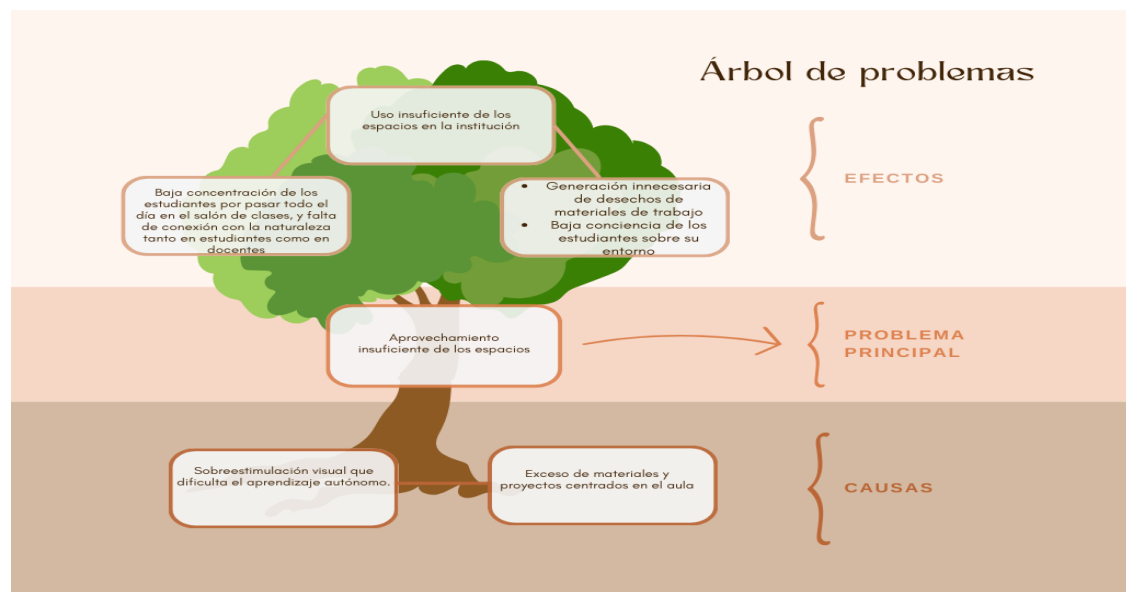 Árbol de problemas
Uso insuficiente de los
espacios en la institución
Baja concentración de los
estudiantes por pasar todo el
día en el salón de clases, y falta
de conexión con la naturaleza
tanto en estudiantes como en
docentes
• Generación innecesaria
de desechos de
materiales de trabajo
• Baja conciencia de los
estudiantes sobre su
entorno
EFECTOS
Aprovechamiento
insuficiente de los espacios
PROBLEMA
PRINCIPAL
Sobreestimulación visual que
dificulta el aprendizaje autónomo.
Exceso de materiales y
proyectos centrados en el aula
CAUSAS